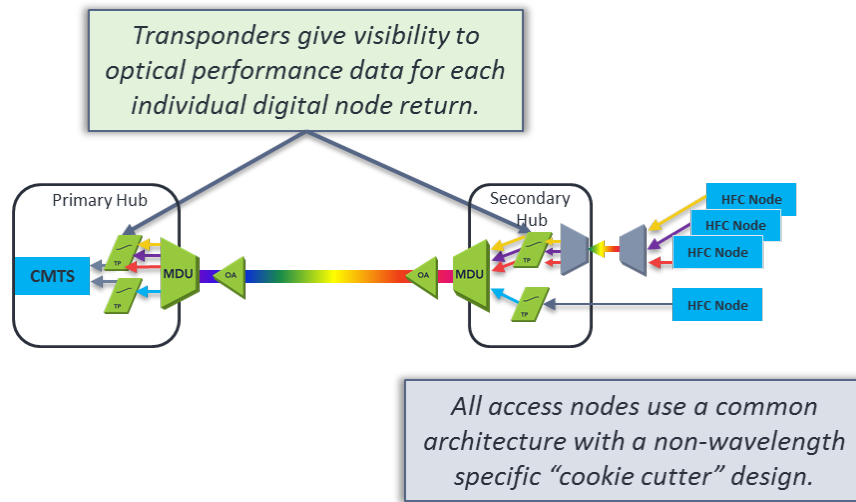 Transponders give visibility to
optical performance data for each
individual digital node return.
Primary Hub
Secondary
Hub
HFC Node
HFC Node
HFC Node
HFC Node
CMTS
TP
TP
MDU
OA
OA
MDU
TP
TP
All access nodes use a common
architecture with a non-wavelength
specific “cookie cutter” design.